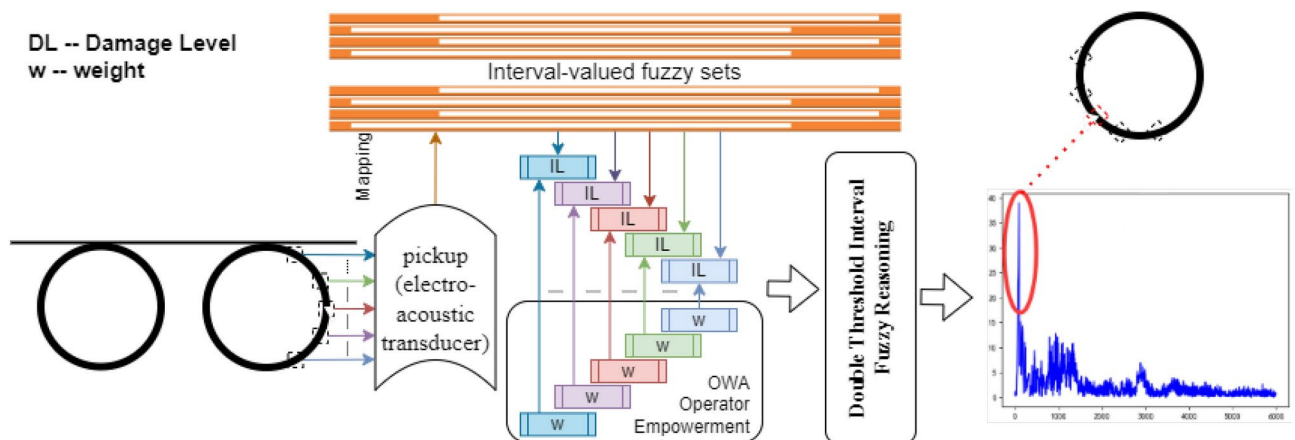 DL -- Damage Level
w -- weight
Interval-valued fuzzy sets
Mapping
pickup
(electro-
acoustic
transducer)
IL
IL
IL
IL
IL
w
w
w
w
w
OWA
Operator
Empowerment
Double Threshold Interval
Fuzzy Reasoning
40
35
30
25
20
15
10
5
0
0
1000
2000
3000
4000
5000
6000